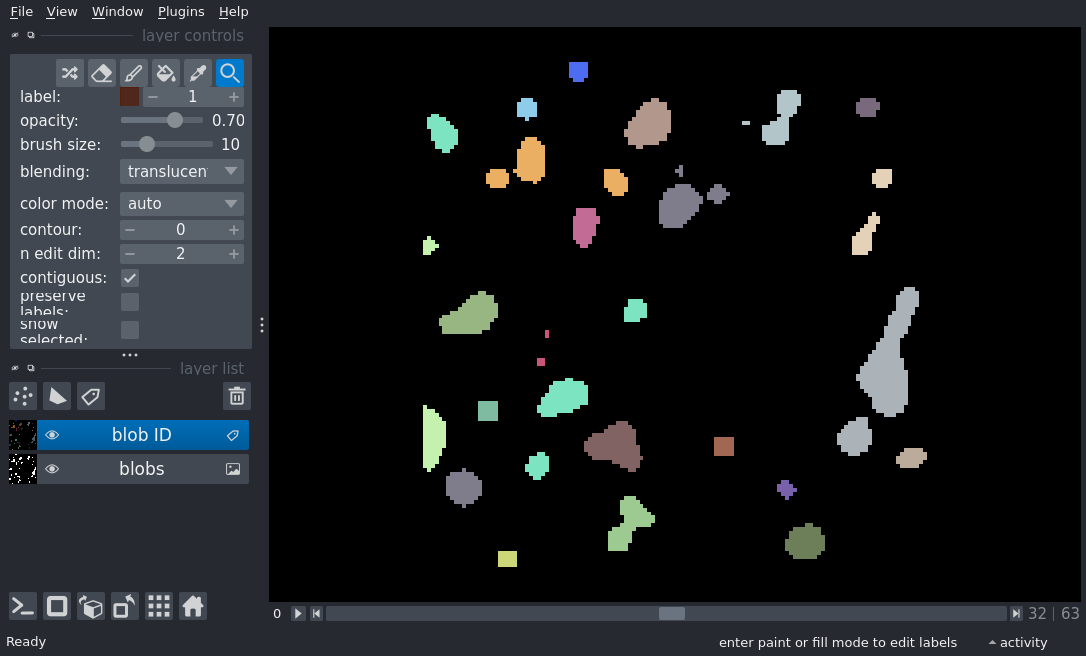 File View Window Plugins Help
layer controls
label: 1
opacity: 0.70
brush size: 10
blending: translucen
color mode: auto
contour: 0
n edit dim: 2
contiguous:
preserve
labels:
show
selected:
layer list
blob ID
blobs
0 32 | 63
Ready enter paint or fill mode to edit labels activity